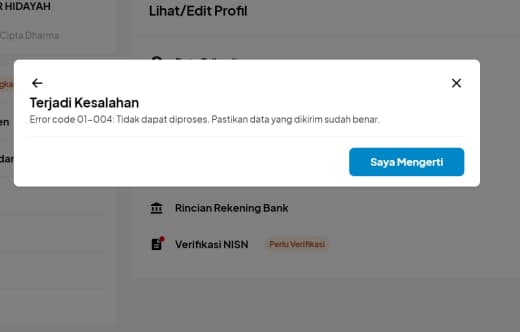 R HIDAYAH
Lihat/Edit Profil
Cipta Dharma
Terjadi Kesalahan
Error code 01-004: Tidak dapat diproses. Pastikan data yang dikirim sudah benar.
Saya Mengerti
Rincian Rekening Bank
Verifikasi NISN
Perlu Verifikasi